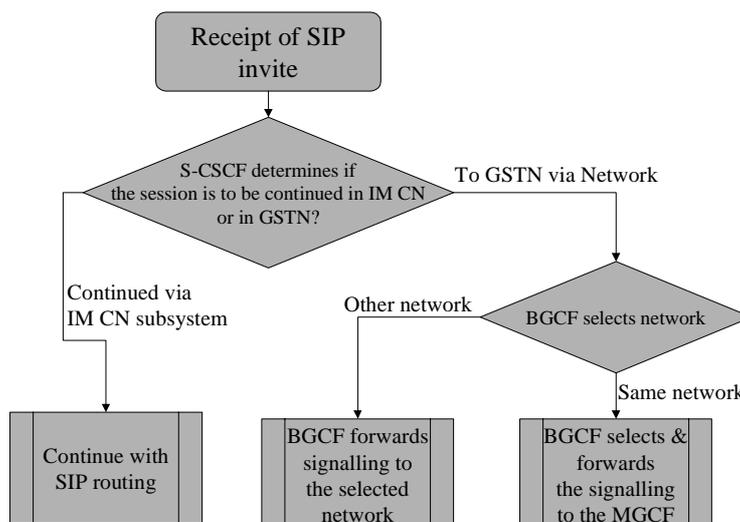 Receipt of SIP
invite
S-CSCF determines if
the session is to be continued in IM CN
or in GSTN?
To GSTN via Network
Continued via
IM CN subsystem
Other network
BGCF selects network
Same network
Continue with
SIP routing
BGCF forwards
signalling to
the selected
network
BGCF selects &
forwards
the signalling
to the MGCF